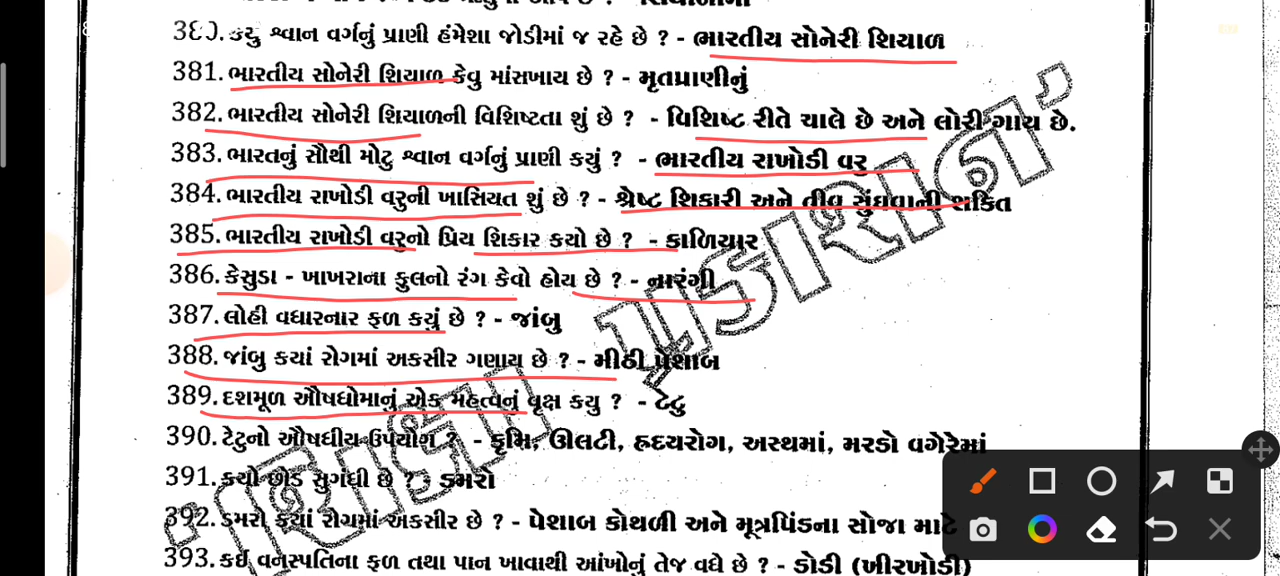 380. કયુ શ્વાન વર્ગનું પ્રાણી હંમેશા જોડીમાં જ રહે છે ? - ભારતીય સોનેરી શિયાળ
381. ભારતીય સોનેરી શિયાળ કેવુ માંસખાય છે ? - મૃતપ્રાણીનું
382. ભારતીય સોનેરી શિયાળની વિશિષ્ટતા શું છે ? - વિશિષ્ટ રીતે ચાલે છે અને લોરી ગાય છે.
383. ભારતનું સૌથી મોટુ શ્વાન વર્ગનું પ્રાણી કયું ? - ભારતીય રાખોડી વરુ
384. ભારતીય રાખોડી વરુની ખાસિયત શું છે ? - શ્રેષ્ટ શિકારી અને તીવ્ર સુંઘવાની શક્તિ
385. ભારતીય રાખોડી વરુનો પ્રિય શિકાર કયો છે ? - કાળિયાર
386. કેસુડા - ખાખરાના ફુલનો રંગ કેવો હોય છે ? - નારંગી
387. લોહી વધારનાર ફળ કયું છે ? - જાંબુ
388. જાંબુ કયાં રોગમાં અકસીર ગણાય છે ? - મીઠી પેશાબ
389. દશમૂળ ઔષધોમાનું એક મહત્વનું વૃક્ષ કયુ ? - ટેટુ
390. ટેટુનો ઔષધીય ઉપયોગ ? - કૃમિ, ઊલટી, હ્રદયરોગ, અસ્થમાં, મરડો વગેરેમાં
391. કયો છોડ સુગંધી છે ? - ડમરો
392. ડમરો કયાં રોગમાં અકસીર છે ? - પેશાબ કોથળી અને મૂત્રપિંડના સોજા માટે
393. કઈ વનસ્પતિના ફળ તથા પાન ખાવાથી આંખોનું તેજ વધે છે ? - ડોડી (ખીરખોડી)
પ્રકાશન